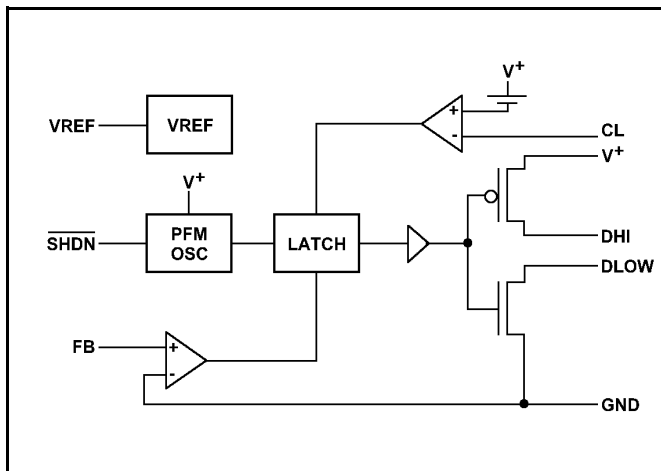 V+
VREF
VREF
+
-
CL
V+
V+
SHDN
PFM
OSC
LATCH
DHI
DLOW
FB
+
-
GND